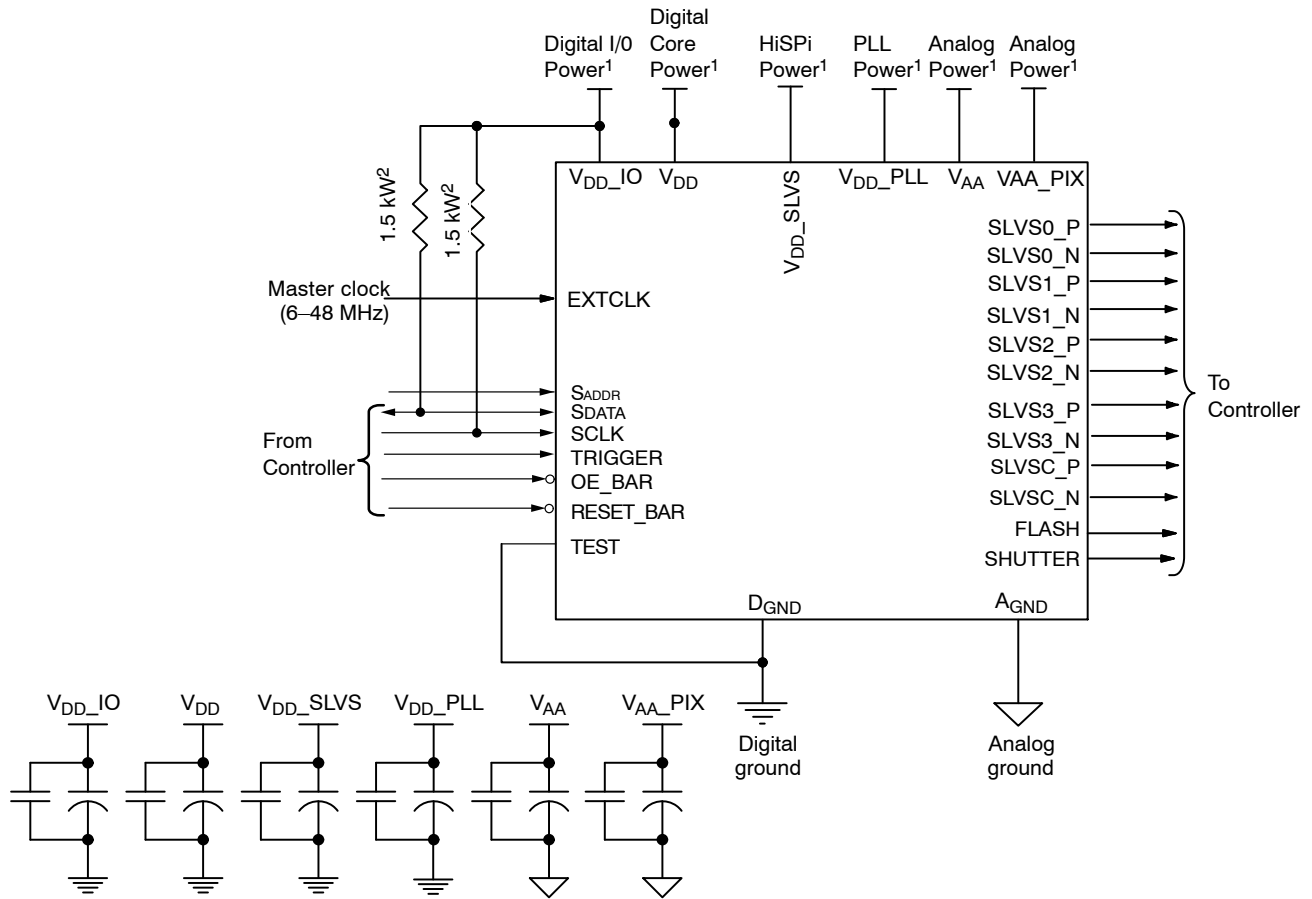 Digital I/0
Power1
Digital
Core
Power1
HiSPi
Power1
PLL
Power1
Analog
Power1
Analog
Power1
1.5 kW2
1.5 kW2
VDD_IO
VDD
VDD_SLVS
VDD_PLL
VAA
VAA_PIX
Master clock
(6–48 MHz)
EXTCLK
SADDR
SDATA
SCLK
TRIGGER
OE_BAR
RESET_BAR
TEST
From
Controller
SLVS0_P
SLVS0_N
SLVS1_P
SLVS1_N
SLVS2_P
SLVS2_N
SLVS3_P
SLVS3_N
SLVSC_P
SLVSC_N
FLASH
SHUTTER
To
Controller
DGND
AGND
Digital
ground
Analog
ground
VDD_IO
VDD
VDD_SLVS
VDD_PLL
VAA
VAA_PIX